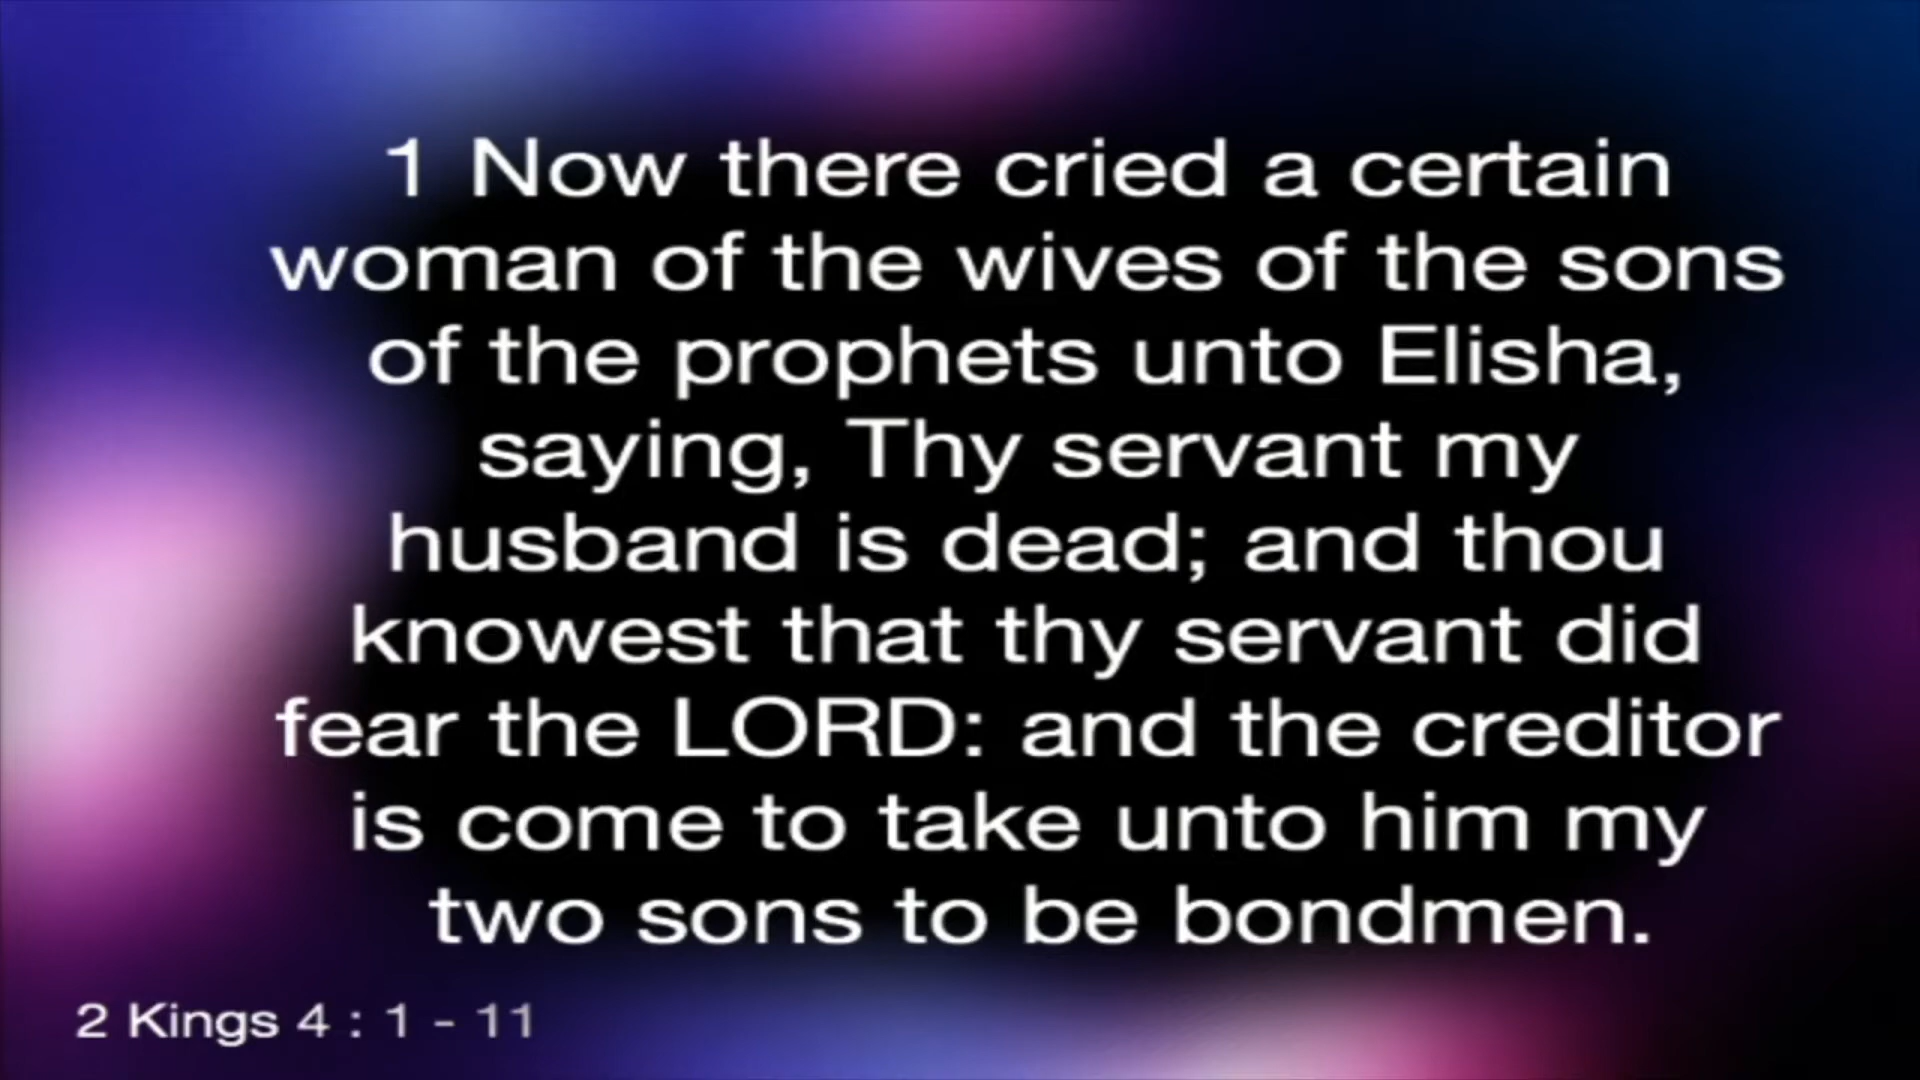 1 Now there cried a certain
woman of the wives of the sons
of the prophets unto Elisha,
saying, Thy servant my
husband is dead; and thou
knowest that thy servant did
fear the LORD: and the creditor
is come to take unto him my
two sons to be bondmen.
2 Kings 4 : 1 - 11